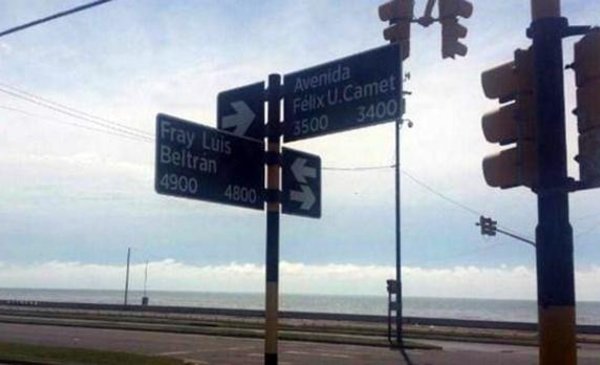 Avenida
Félix U. Camet
3500 3400
Fray Luis
Beltrán
4900 4800